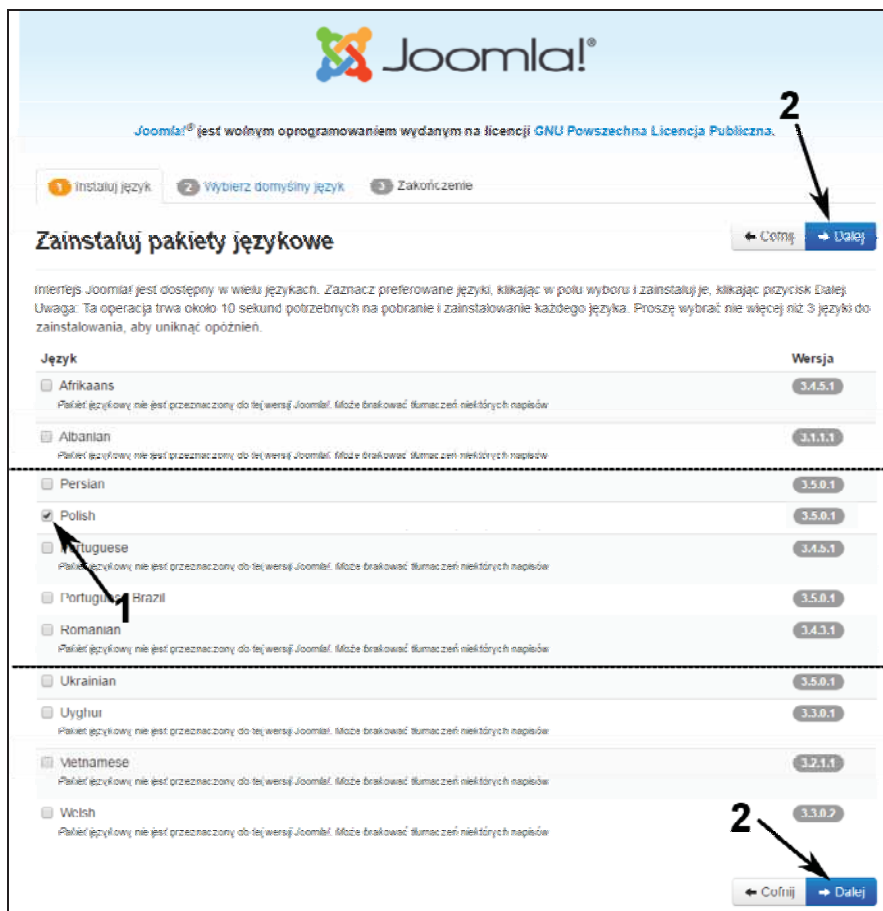 Joomla!®
2
Joomla!® jest wolnym oprogramowaniem wydanym na licencji GNU Powszechna Licencja Publiczna.
1 Instaluj język 2 Wybierz domyślny język 3 Zakończenie
Zainstaluj pakiety językowe
Cofnij Dalej
Interfejs Joomla! jest dostępny w wielu językach. Zaznacz preferowane języki, klikając w polu wyboru i zainstaluj je, klikając przycisk Dalej.
Uwaga: Ta operacja trwa około 10 sekund potrzebnych na pobranie i zainstalowanie każdego języka. Proszę wybrać nie więcej niż 3 języki do
zainstalowania, aby uniknąć opóźnień.
Język Wersja
Afrikaans 3.4.5.1
Pakiet językowy nie jest przeznaczony do tej wersji Joomla!. Może brakować tłumaczeń niektórych napisów
Albanian 3.1.1.1
Pakiet językowy nie jest przeznaczony do tej wersji Joomla!. Może brakować tłumaczeń niektórych napisów
Persian 3.5.0.1
Polish 3.5.0.1
Portuguese 3.4.5.1
Pakiet językowy nie jest przeznaczony do tej wersji Joomla!. Może brakować tłumaczeń niektórych napisów
1
Portuguese Brazil 3.5.0.1
Romanian 3.4.3.1
Pakiet językowy nie jest przeznaczony do tej wersji Joomla!. Może brakować tłumaczeń niektórych napisów
Ukrainian 3.5.0.1
Uyghur 3.3.0.1
Pakiet językowy nie jest przeznaczony do tej wersji Joomla!. Może brakować tłumaczeń niektórych napisów
Vietnamese 3.2.1.1
Pakiet językowy nie jest przeznaczony do tej wersji Joomla!. Może brakować tłumaczeń niektórych napisów
Welsh 3.3.0.2
Pakiet językowy nie jest przeznaczony do tej wersji Joomla!. Może brakować tłumaczeń niektórych napisów
2
Cofnij Dalej